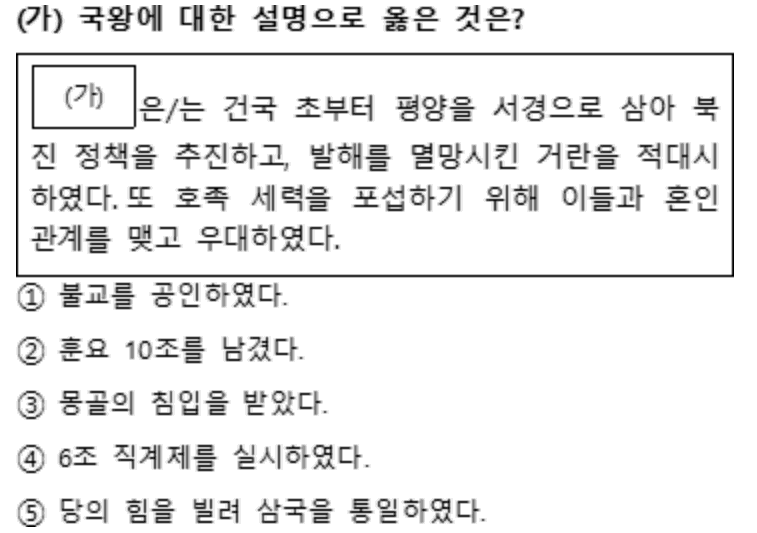 (가) 국왕에 대한 설명으로 옳은 것은?
(가) 은/는 건국 초부터 평양을 서경으로 삼아 북
진 정책을 추진하고, 발해를 멸망시킨 거란을 적대시
하였다. 또 호족 세력을 포섭하기 위해 이들과 혼인
관계를 맺고 우대하였다.
① 불교를 공인하였다.
② 훈요 10조를 남겼다.
③ 몽골의 침입을 받았다.
④ 6조 직계제를 실시하였다.
⑤ 당의 힘을 빌려 삼국을 통일하였다.